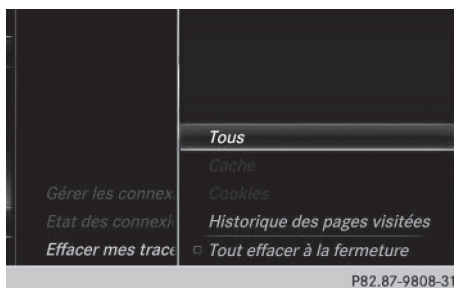 Tous
Cache
Gérer les connex
Cookies
Etat des connexi
Historique des pages visitées
Effacer mes trace
Tout effacer à la fermeture
P82.87-9808-31